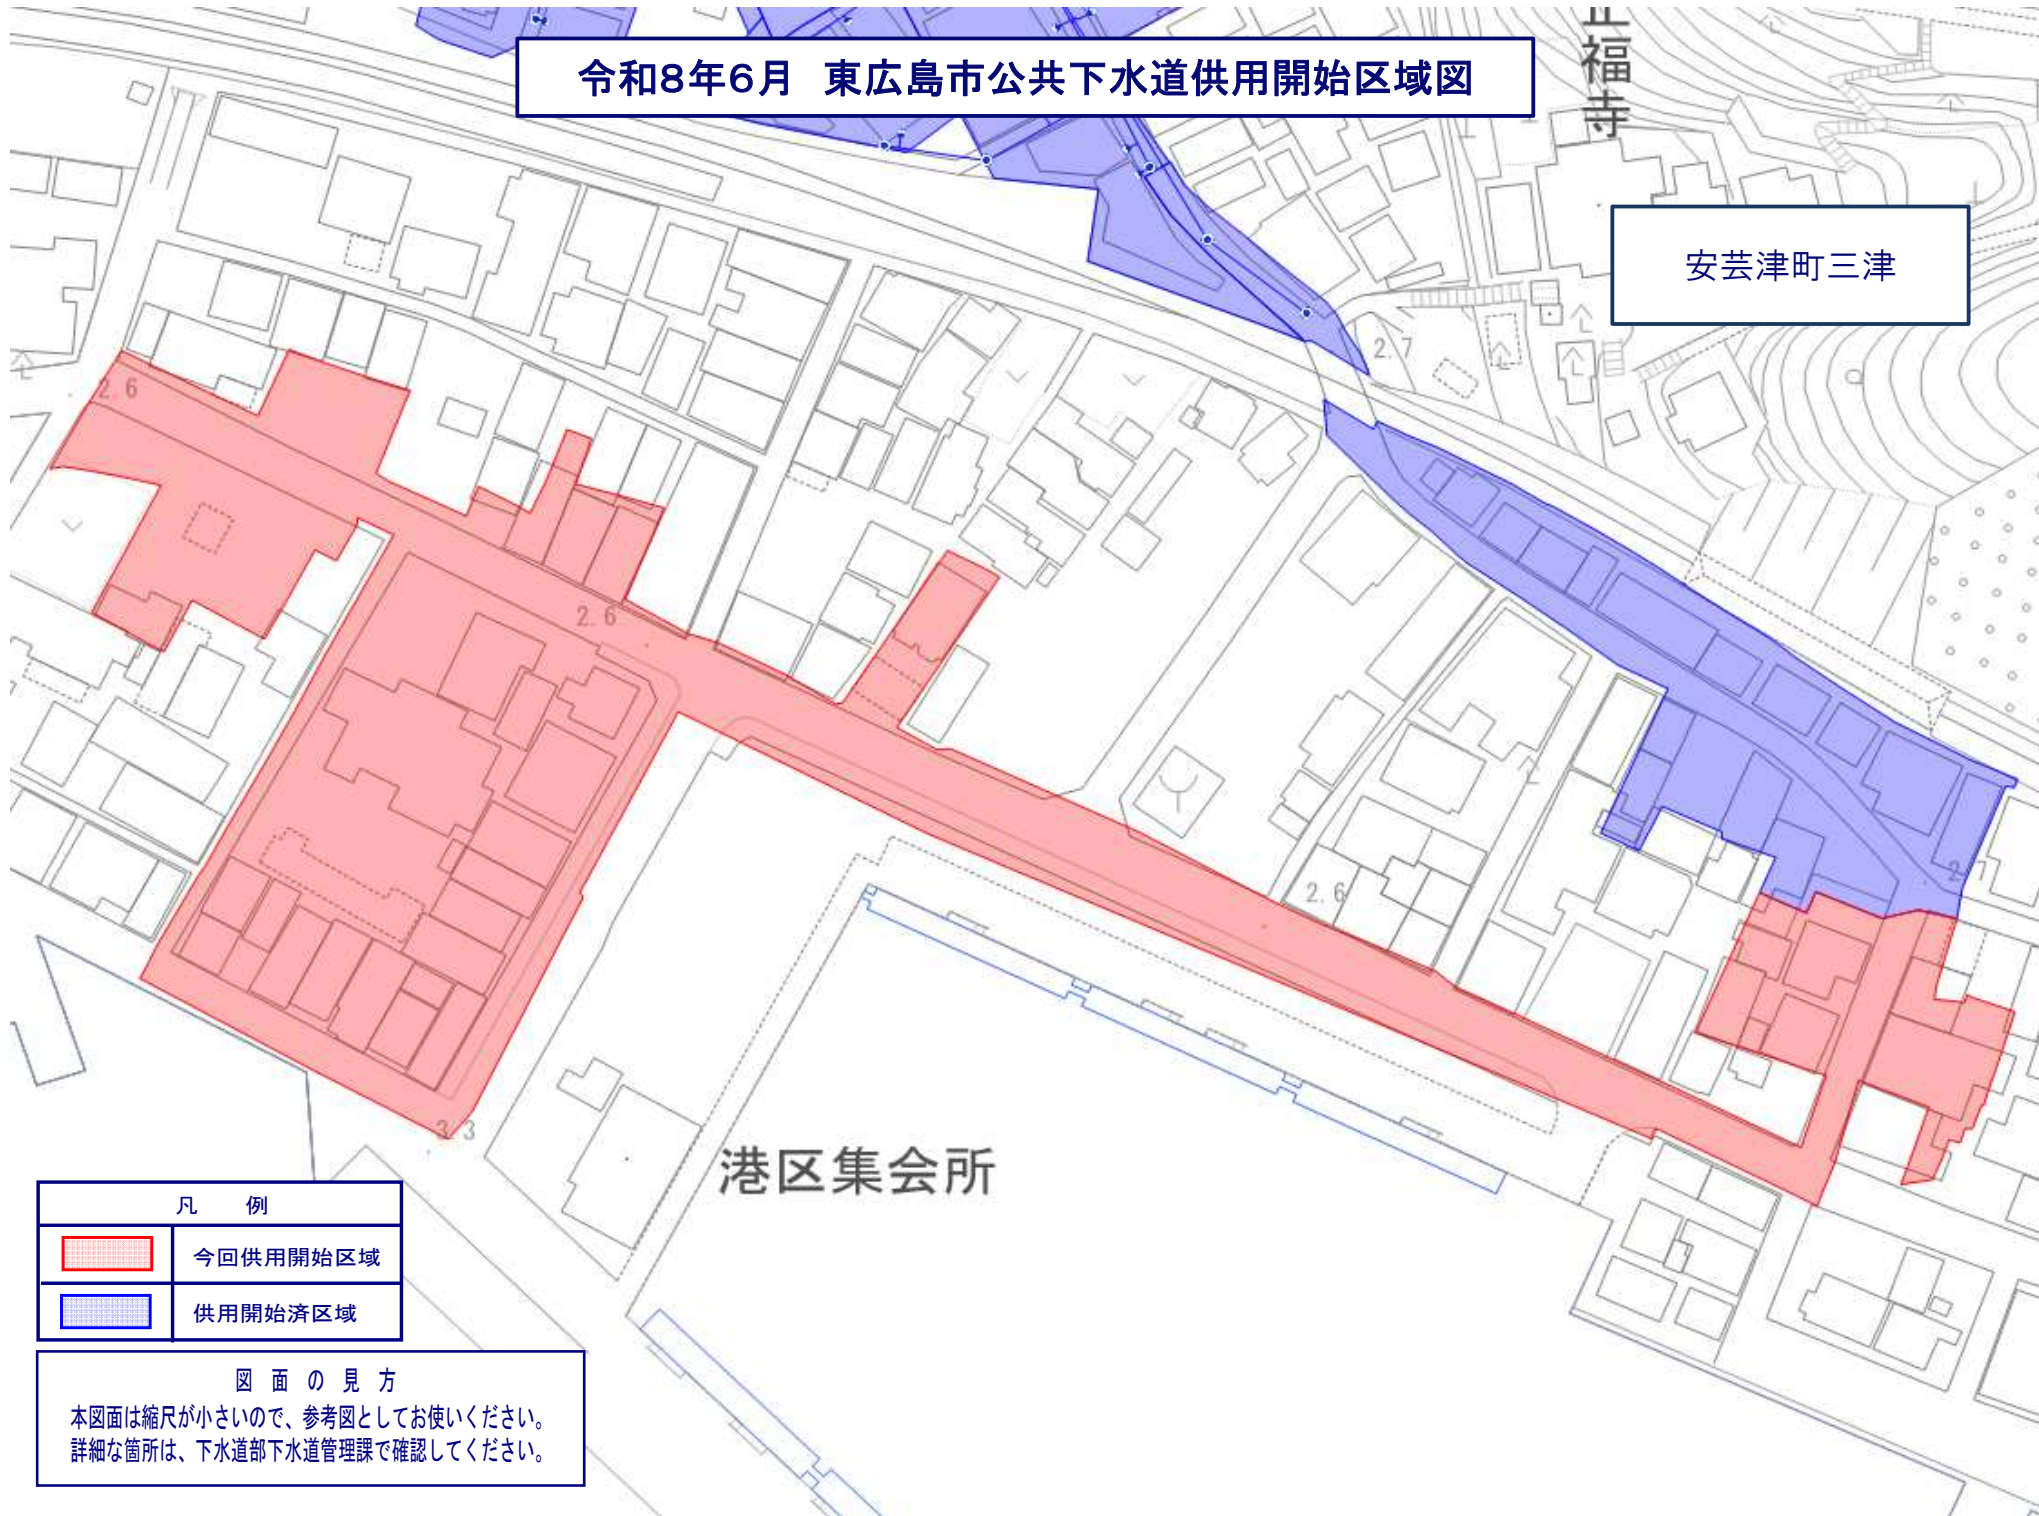 令和8年6月　東広島市公共下水道供用開始区域図
福寺
安芸津町三津
2.7
2.6
2.6
2.6
3.3
港区集会所
凡　例
今回供用開始区域
供用開始済区域
図　面　の　見　方
本図面は縮尺が小さいので、参考図としてお使いください。
詳細な箇所は、下水道部下水道管理課で確認してください。